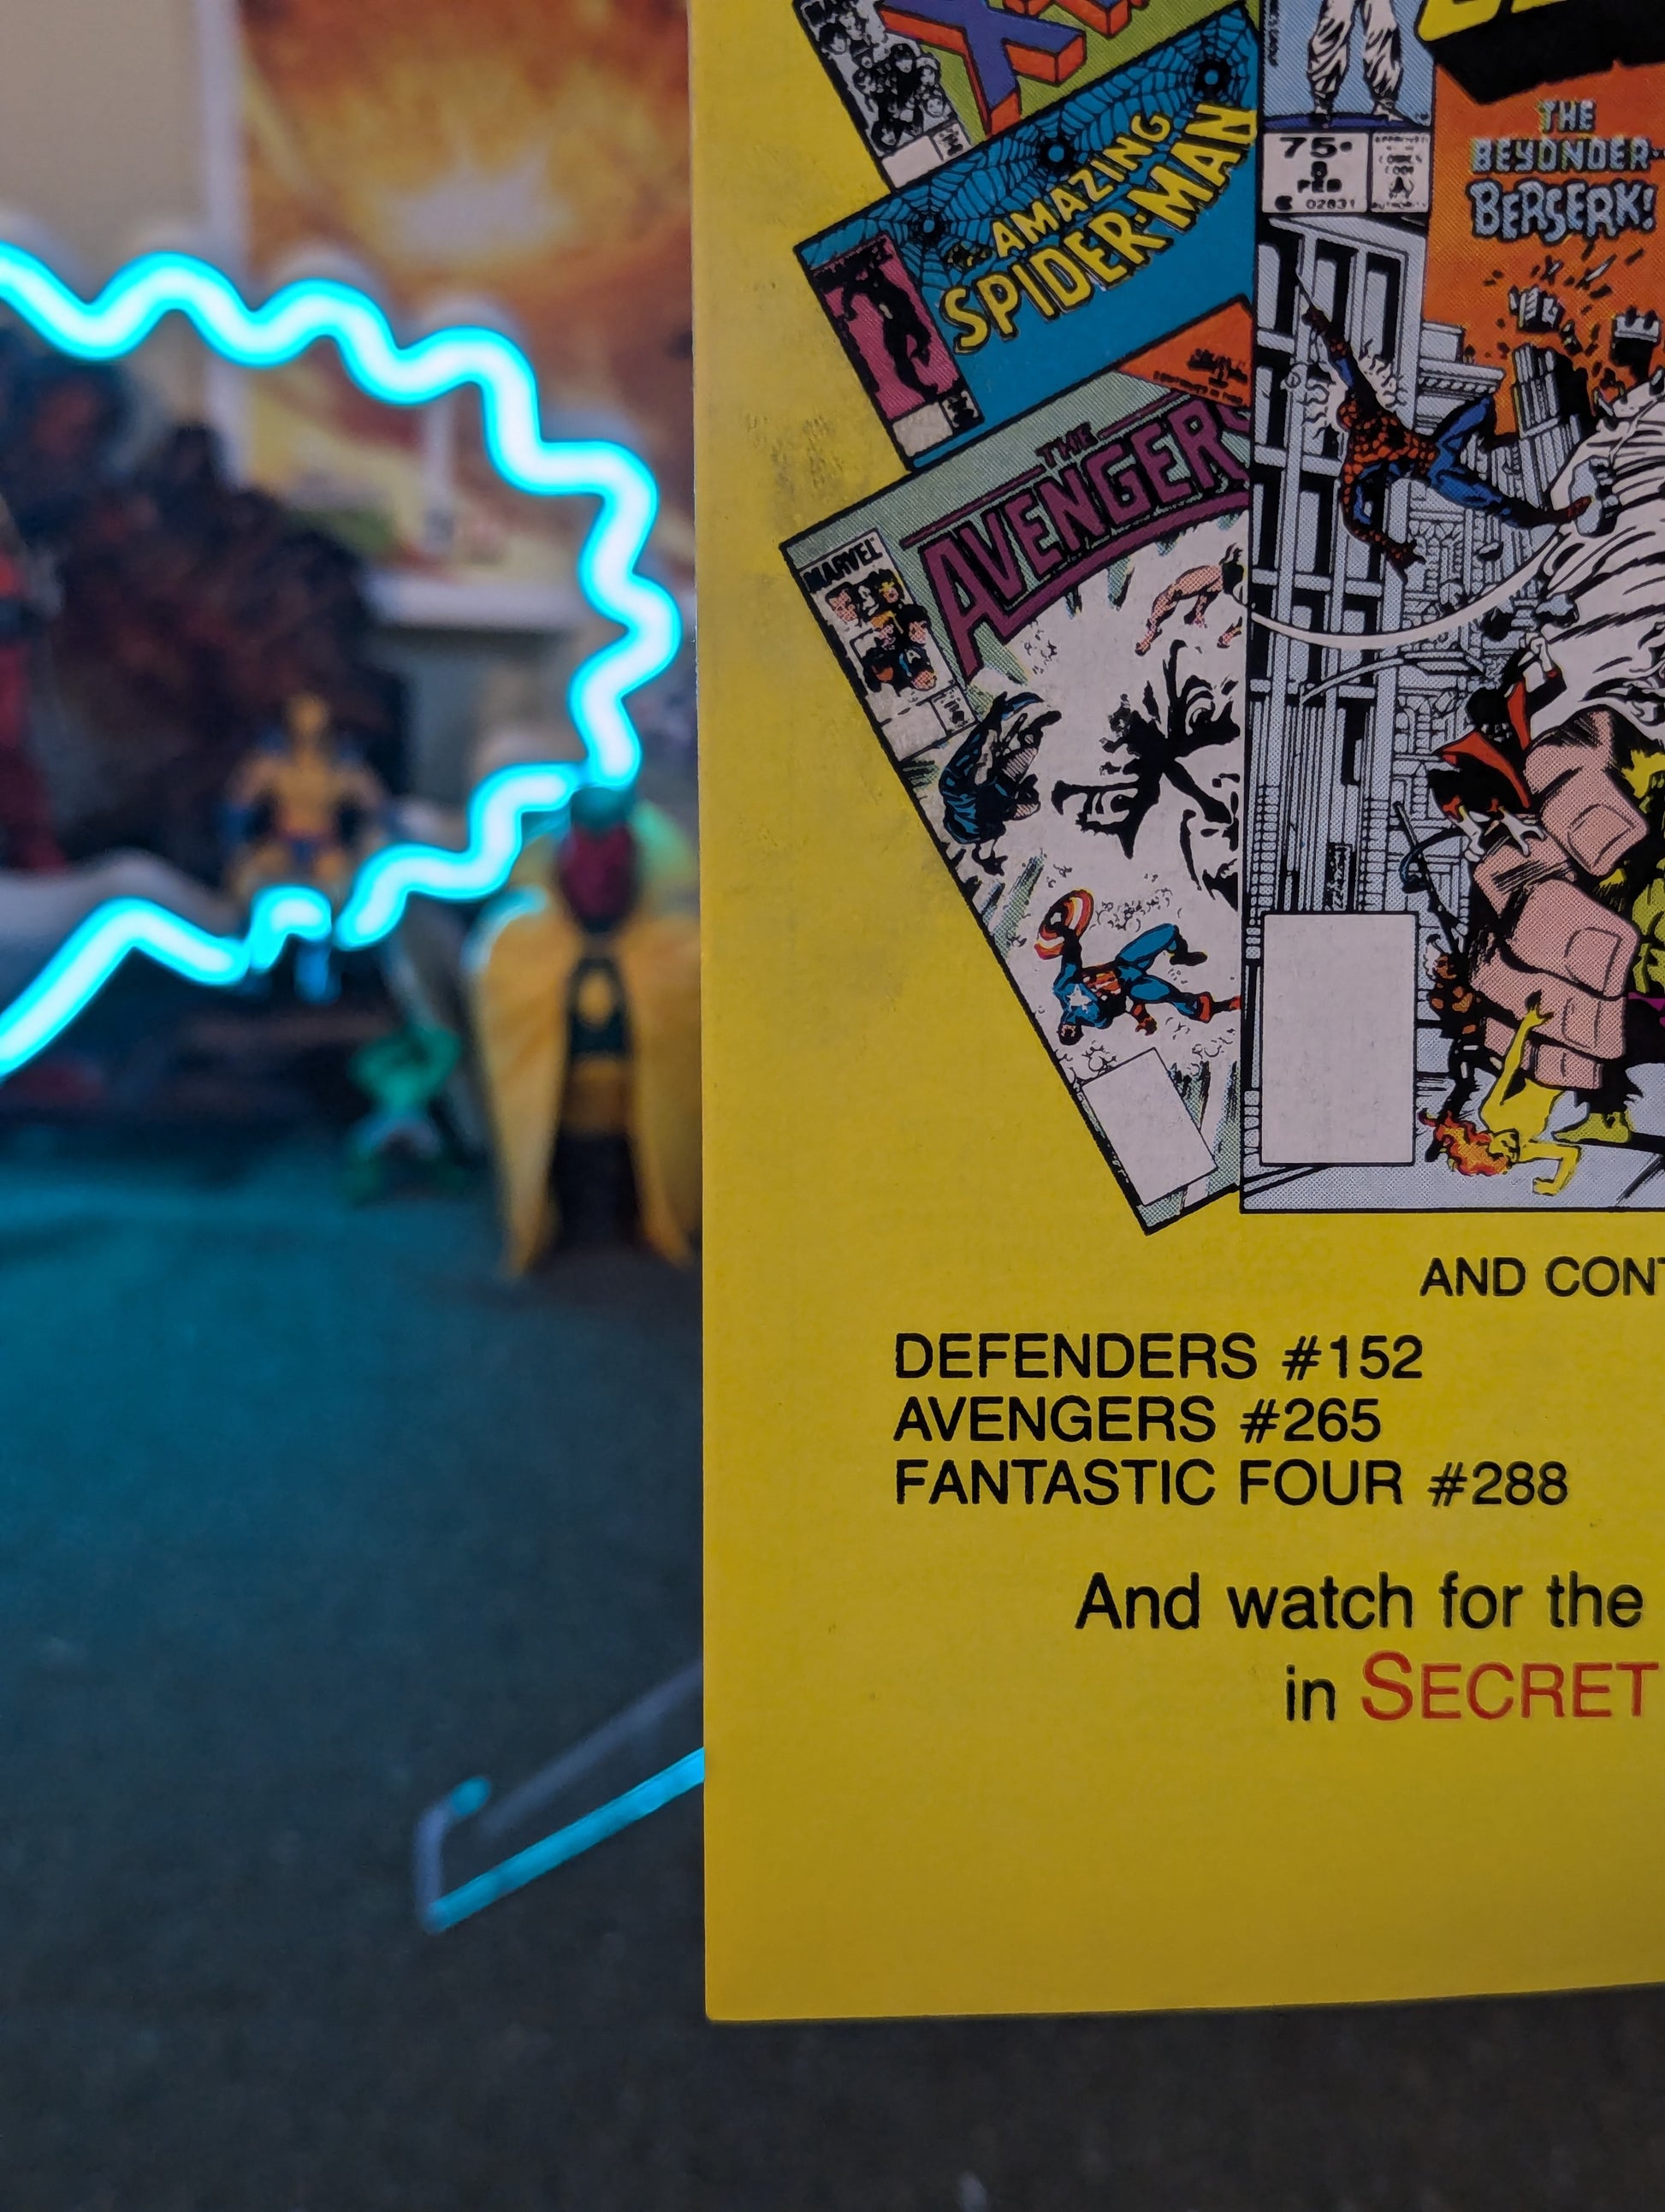 AMAZING
SPIDER-MAN
THE
AVENGERS
MARVEL
75¢
8
FEB
02831
THE
BEYONDER--
BERSERK!
AND CONT
DEFENDERS #152
AVENGERS #265
FANTASTIC FOUR #288
And watch for the
in SECRET